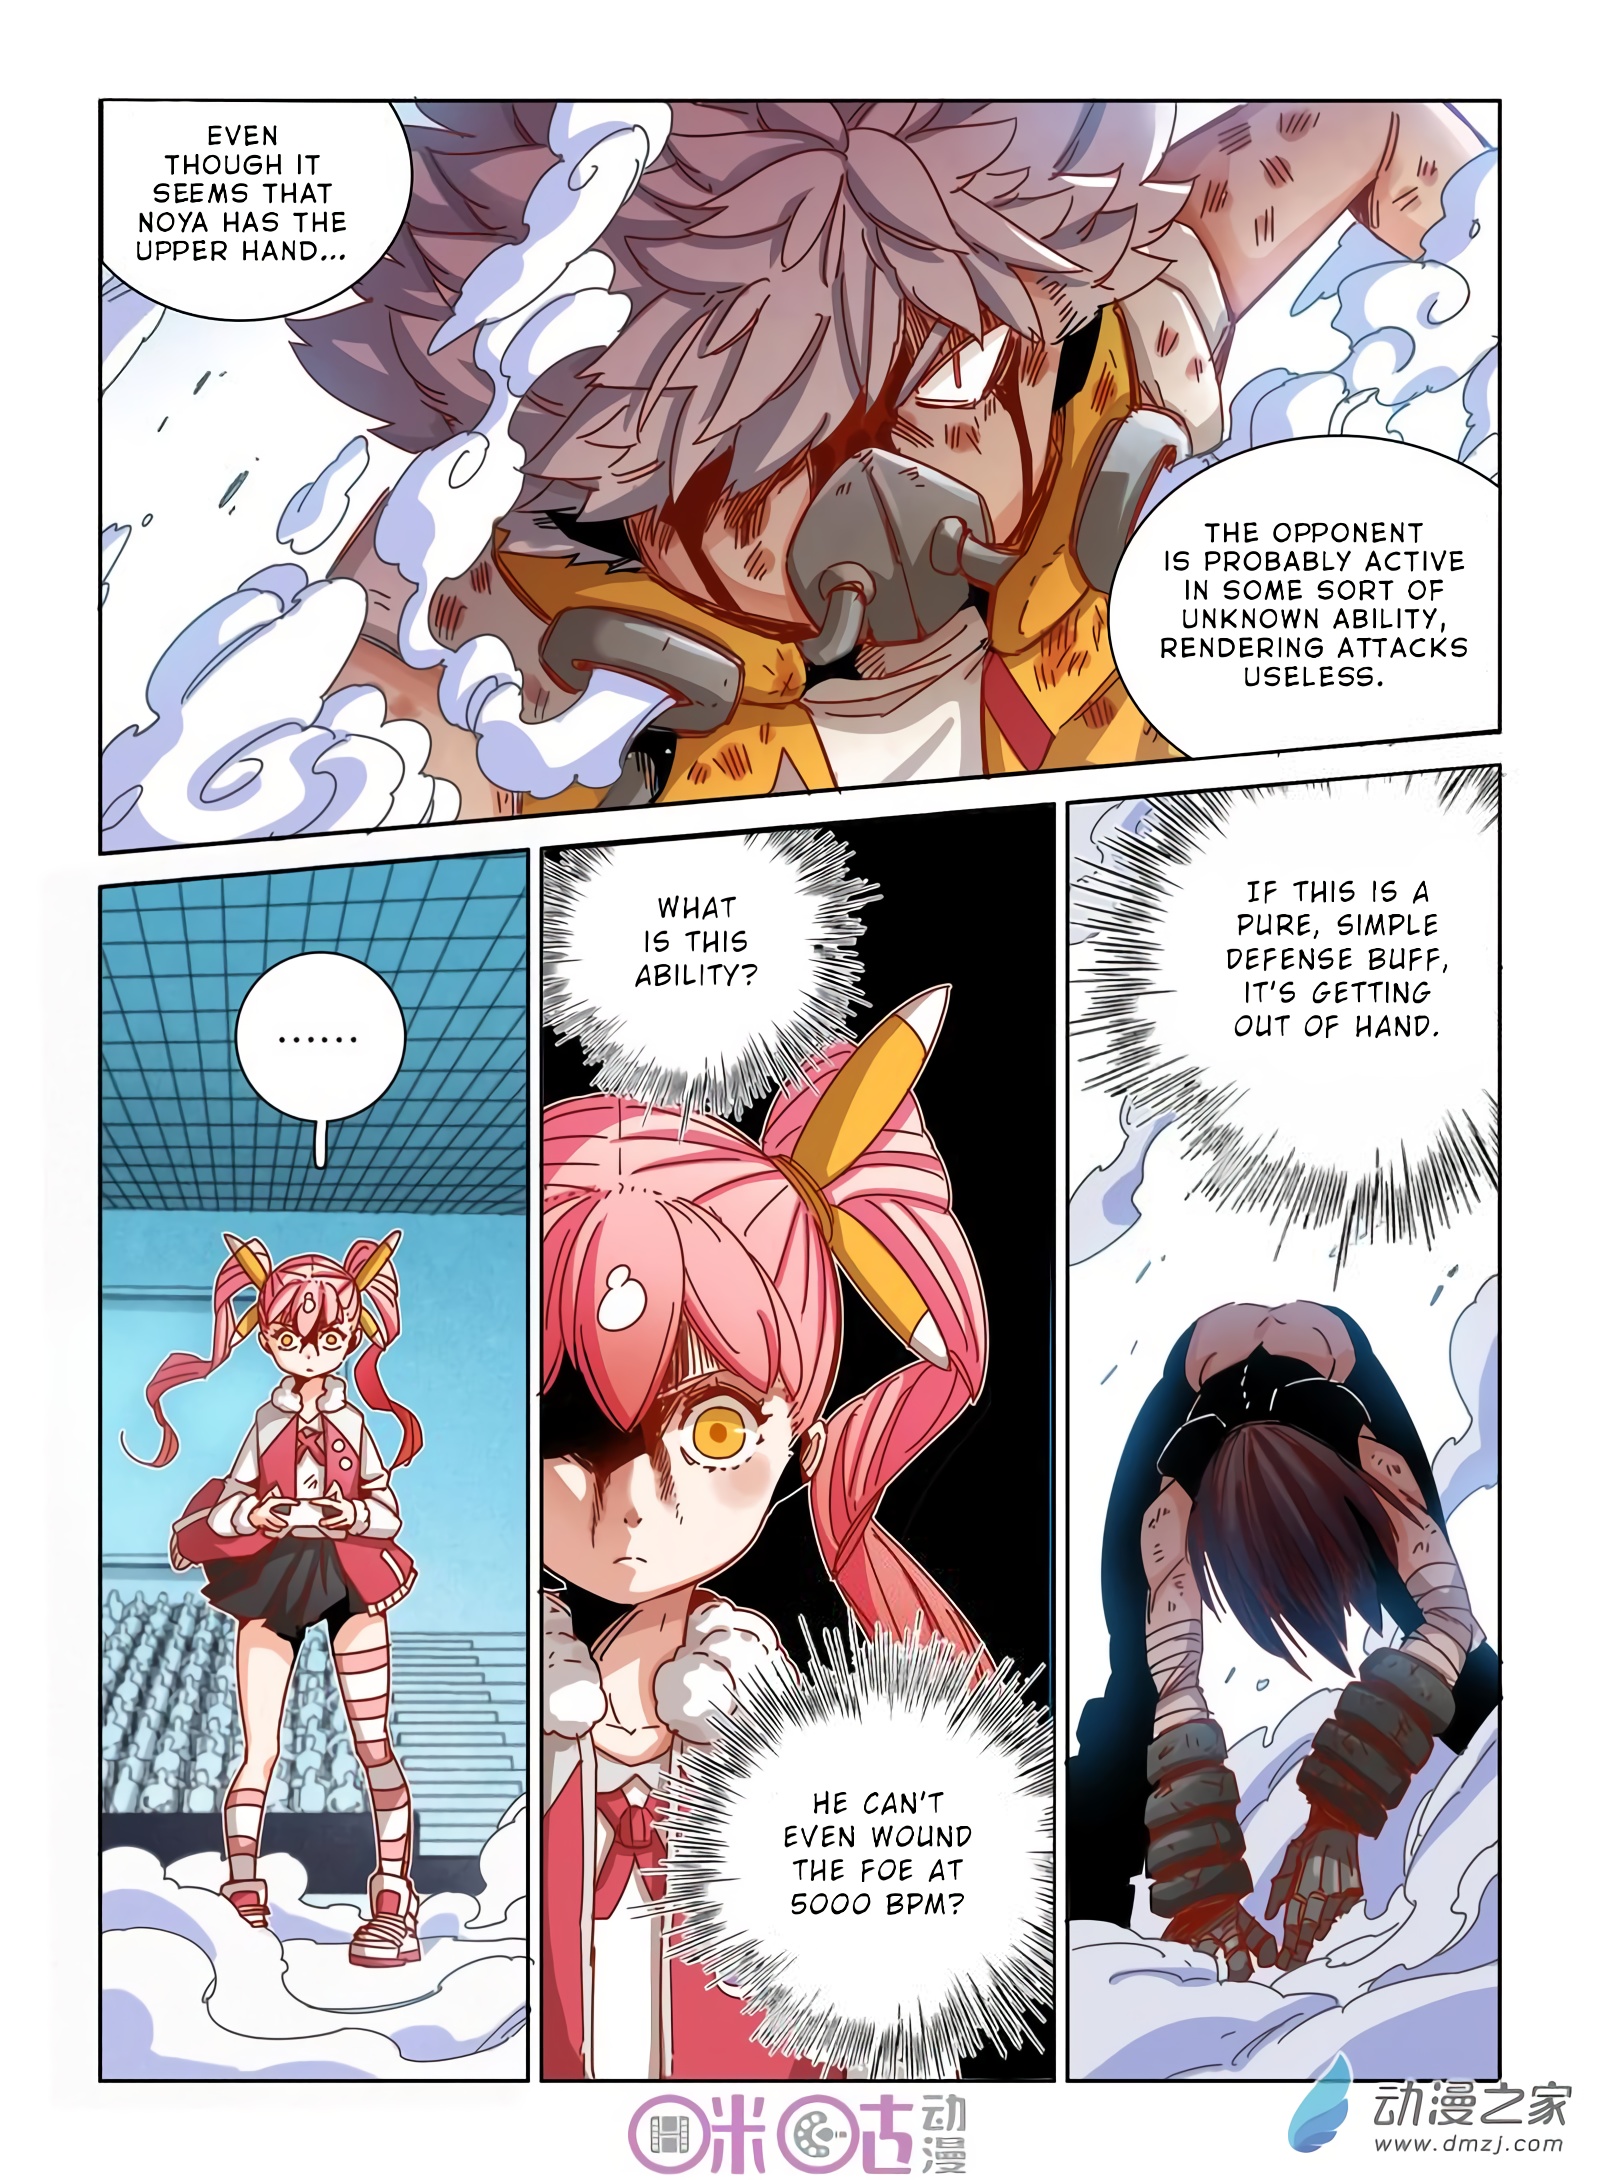 EVEN
THOUGH IT
SEEMS THAT
NOYA HAS THE
UPPER HAND...
THE OPPONENT
IS PROBABLY ACTIVE
IN SOME SORT OF
UNKNOWN ABILITY,
RENDERING ATTACKS
USELESS.
......
WHAT
IS THIS
ABILITY?
HE CAN'T
EVEN WOUND
THE FOE AT
5000 BPM?
IF THIS IS A
PURE, SIMPLE
DEFENSE BUFF,
IT'S GETTING
OUT OF HAND.
咪咕动漫
动漫之家
www.dmzj.com